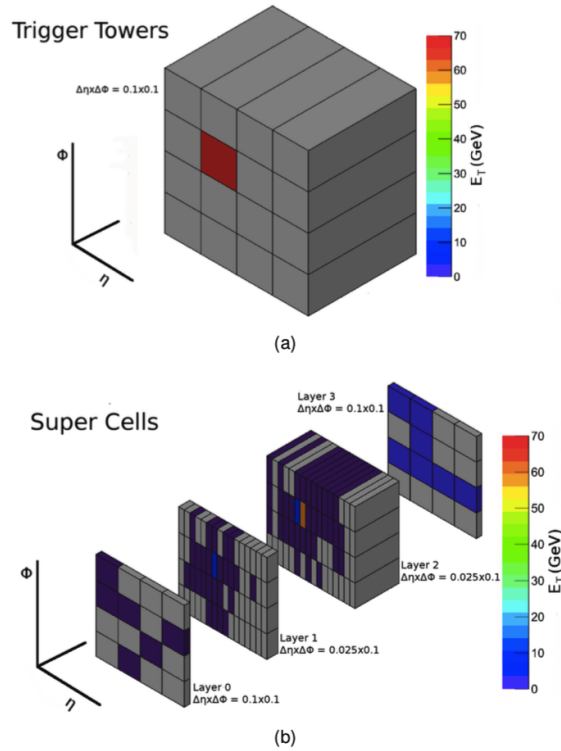 Trigger Towers
ΔηxΔΦ = 0.1x0.1
Φ
η
70
60
50
40
30
20
10
0
E_T (GeV)
(a)
Super Cells
Layer 3
ΔηxΔΦ = 0.1x0.1
Layer 2
ΔηxΔΦ = 0.025x0.1
Layer 1
ΔηxΔΦ = 0.025x0.1
Layer 0
ΔηxΔΦ = 0.1x0.1
Φ
η
70
60
50
40
30
20
10
0
E_T (GeV)
(b)